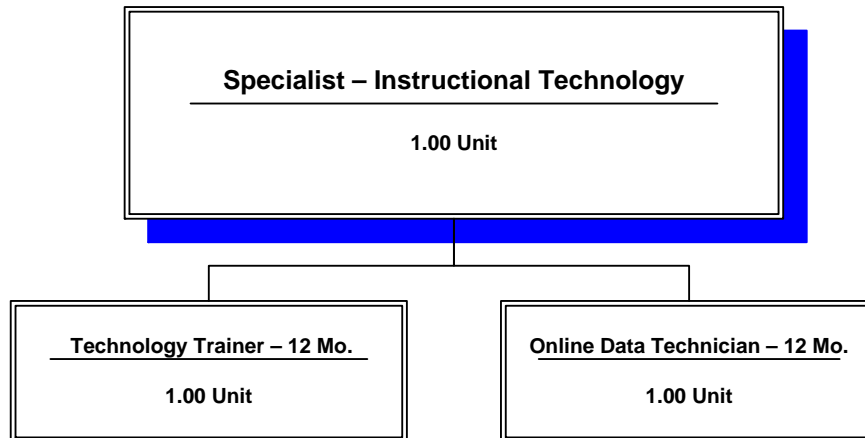 Specialist – Instructional Technology
1.00 Unit
Technology Trainer – 12 Mo.
1.00 Unit
Online Data Technician – 12 Mo.
1.00 Unit